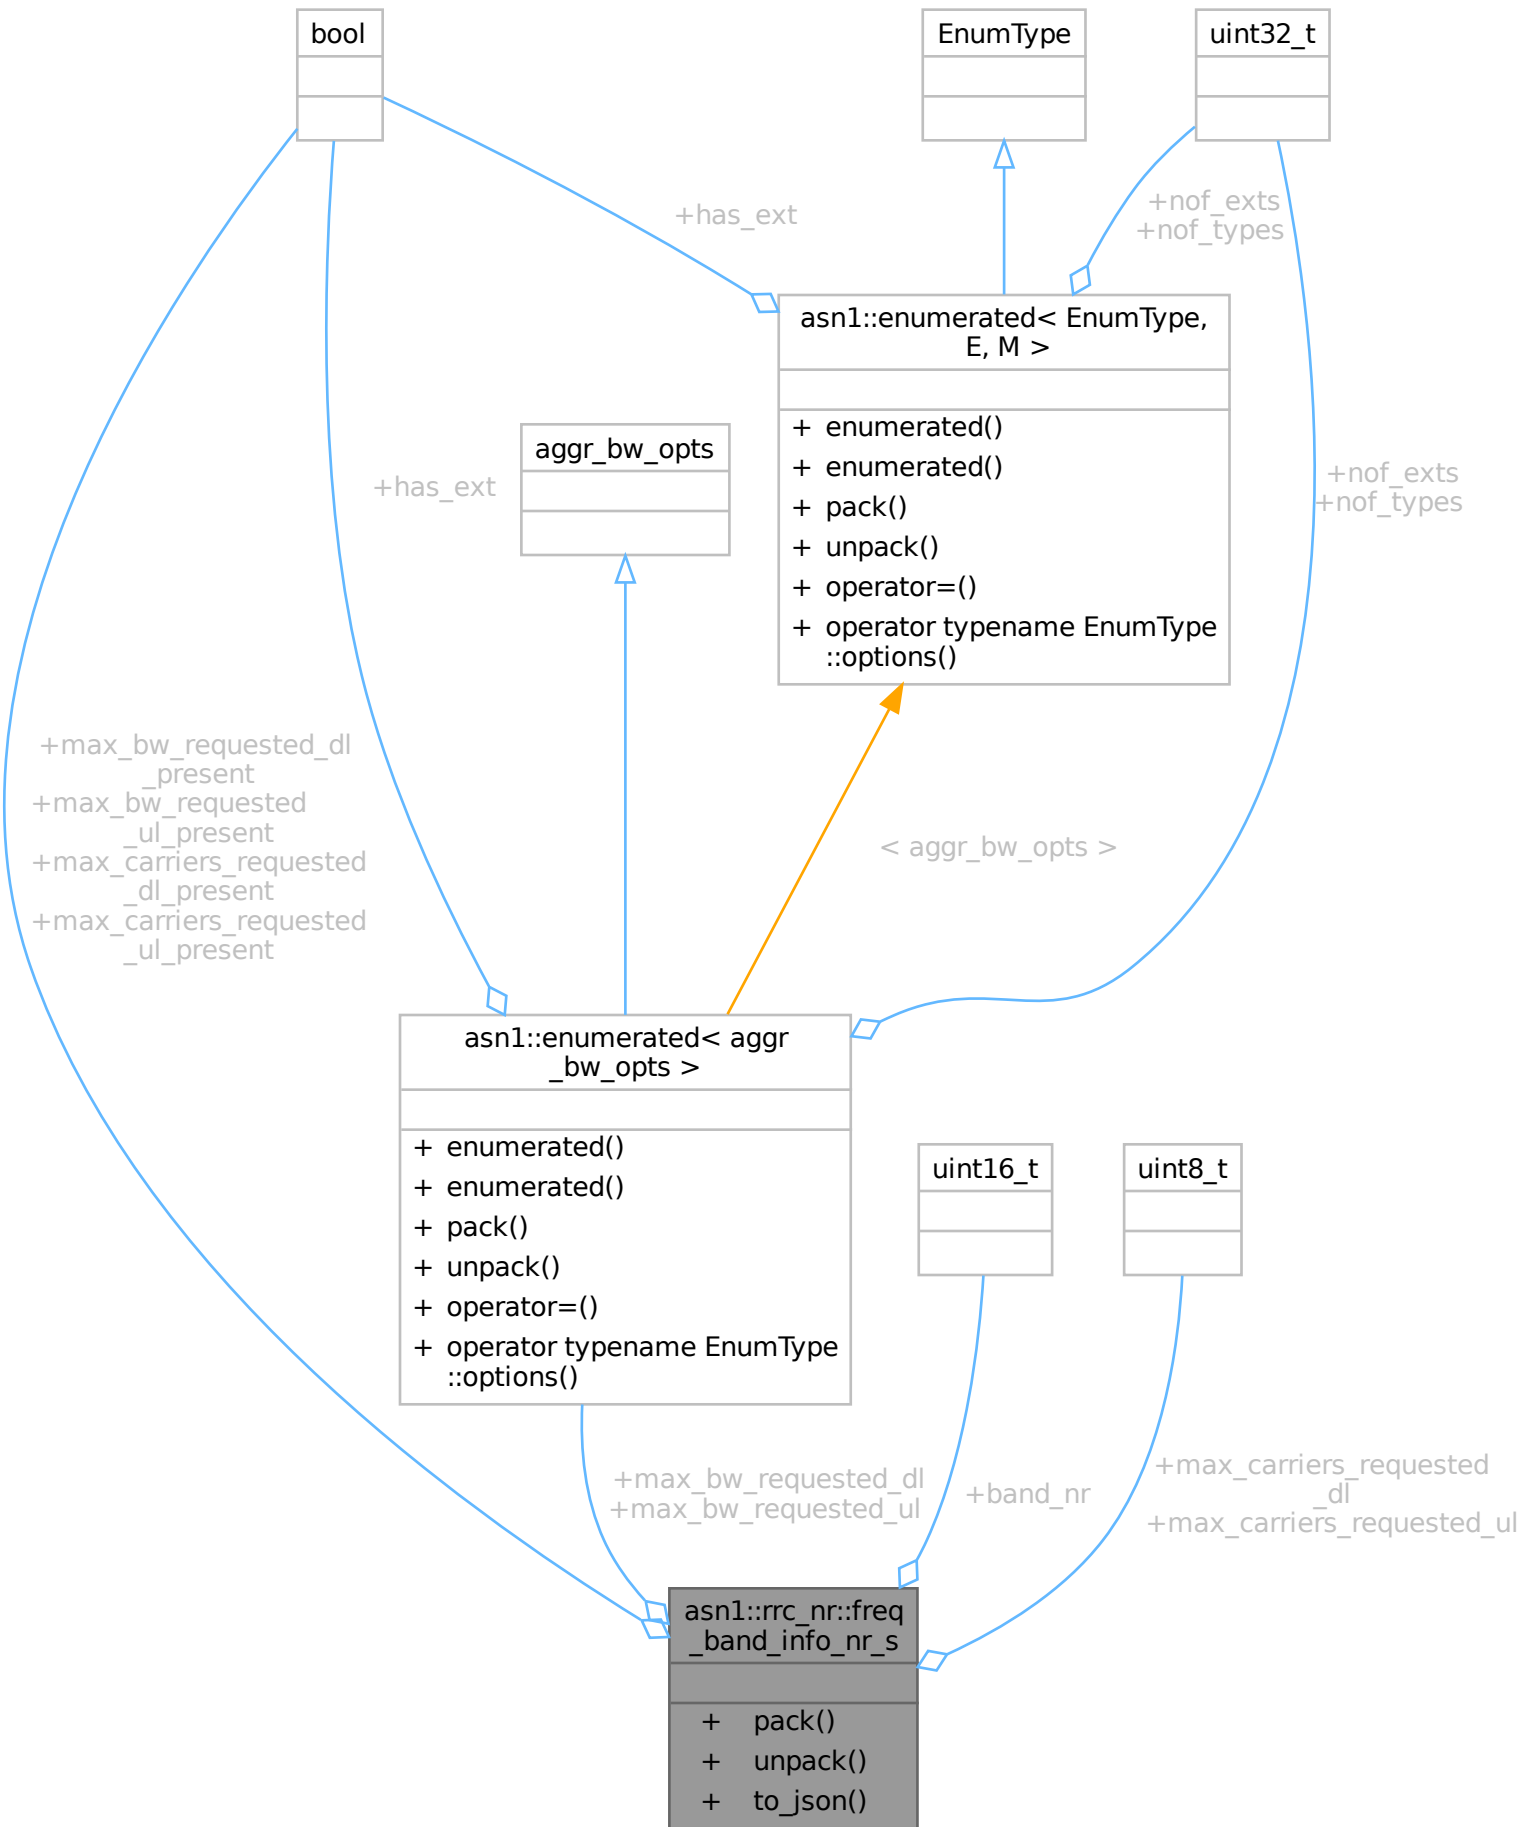 bool
EnumType
uint32_t
+has_ext
+nof_exts
+nof_types
asn1::enumerated< EnumType,
E, M >
+ enumerated()
+ enumerated()
+ pack()
+ unpack()
+ operator=()
+ operator typename EnumType
::options()
aggr_bw_opts
+has_ext
+nof_exts
+nof_types
+max_bw_requested_dl
_present
+max_bw_requested
_ul_present
+max_carriers_requested
_dl_present
+max_carriers_requested
_ul_present
< aggr_bw_opts >
asn1::enumerated< aggr
_bw_opts >
+ enumerated()
+ enumerated()
+ pack()
+ unpack()
+ operator=()
+ operator typename EnumType
::options()
uint16_t
uint8_t
+max_bw_requested_dl
+max_bw_requested_ul
+band_nr
+max_carriers_requested
_dl
+max_carriers_requested_ul
asn1::rrc_nr::freq
_band_info_nr_s
+ pack()
+ unpack()
+ to_json()